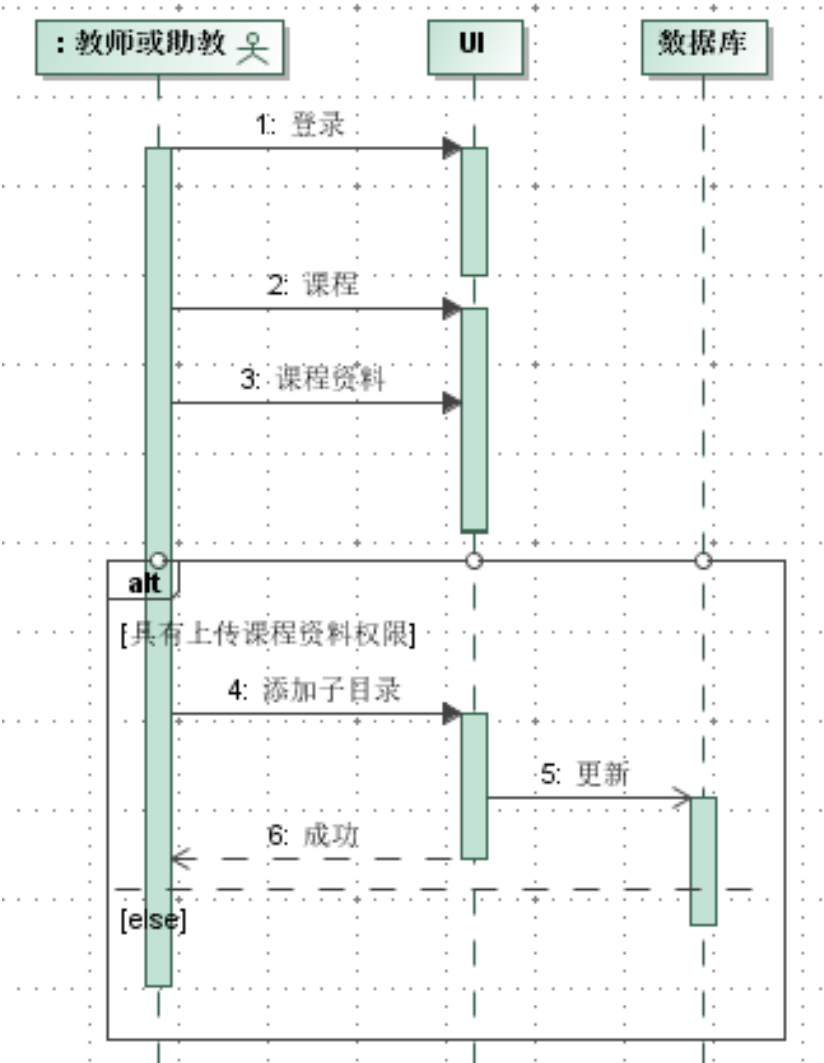 : 教师或助教
UI
数据库
1: 登录
2: 课程
3: 课程资料
alt
[具有上传课程资料权限]
4: 添加子目录
5: 更新
6: 成功
[else]